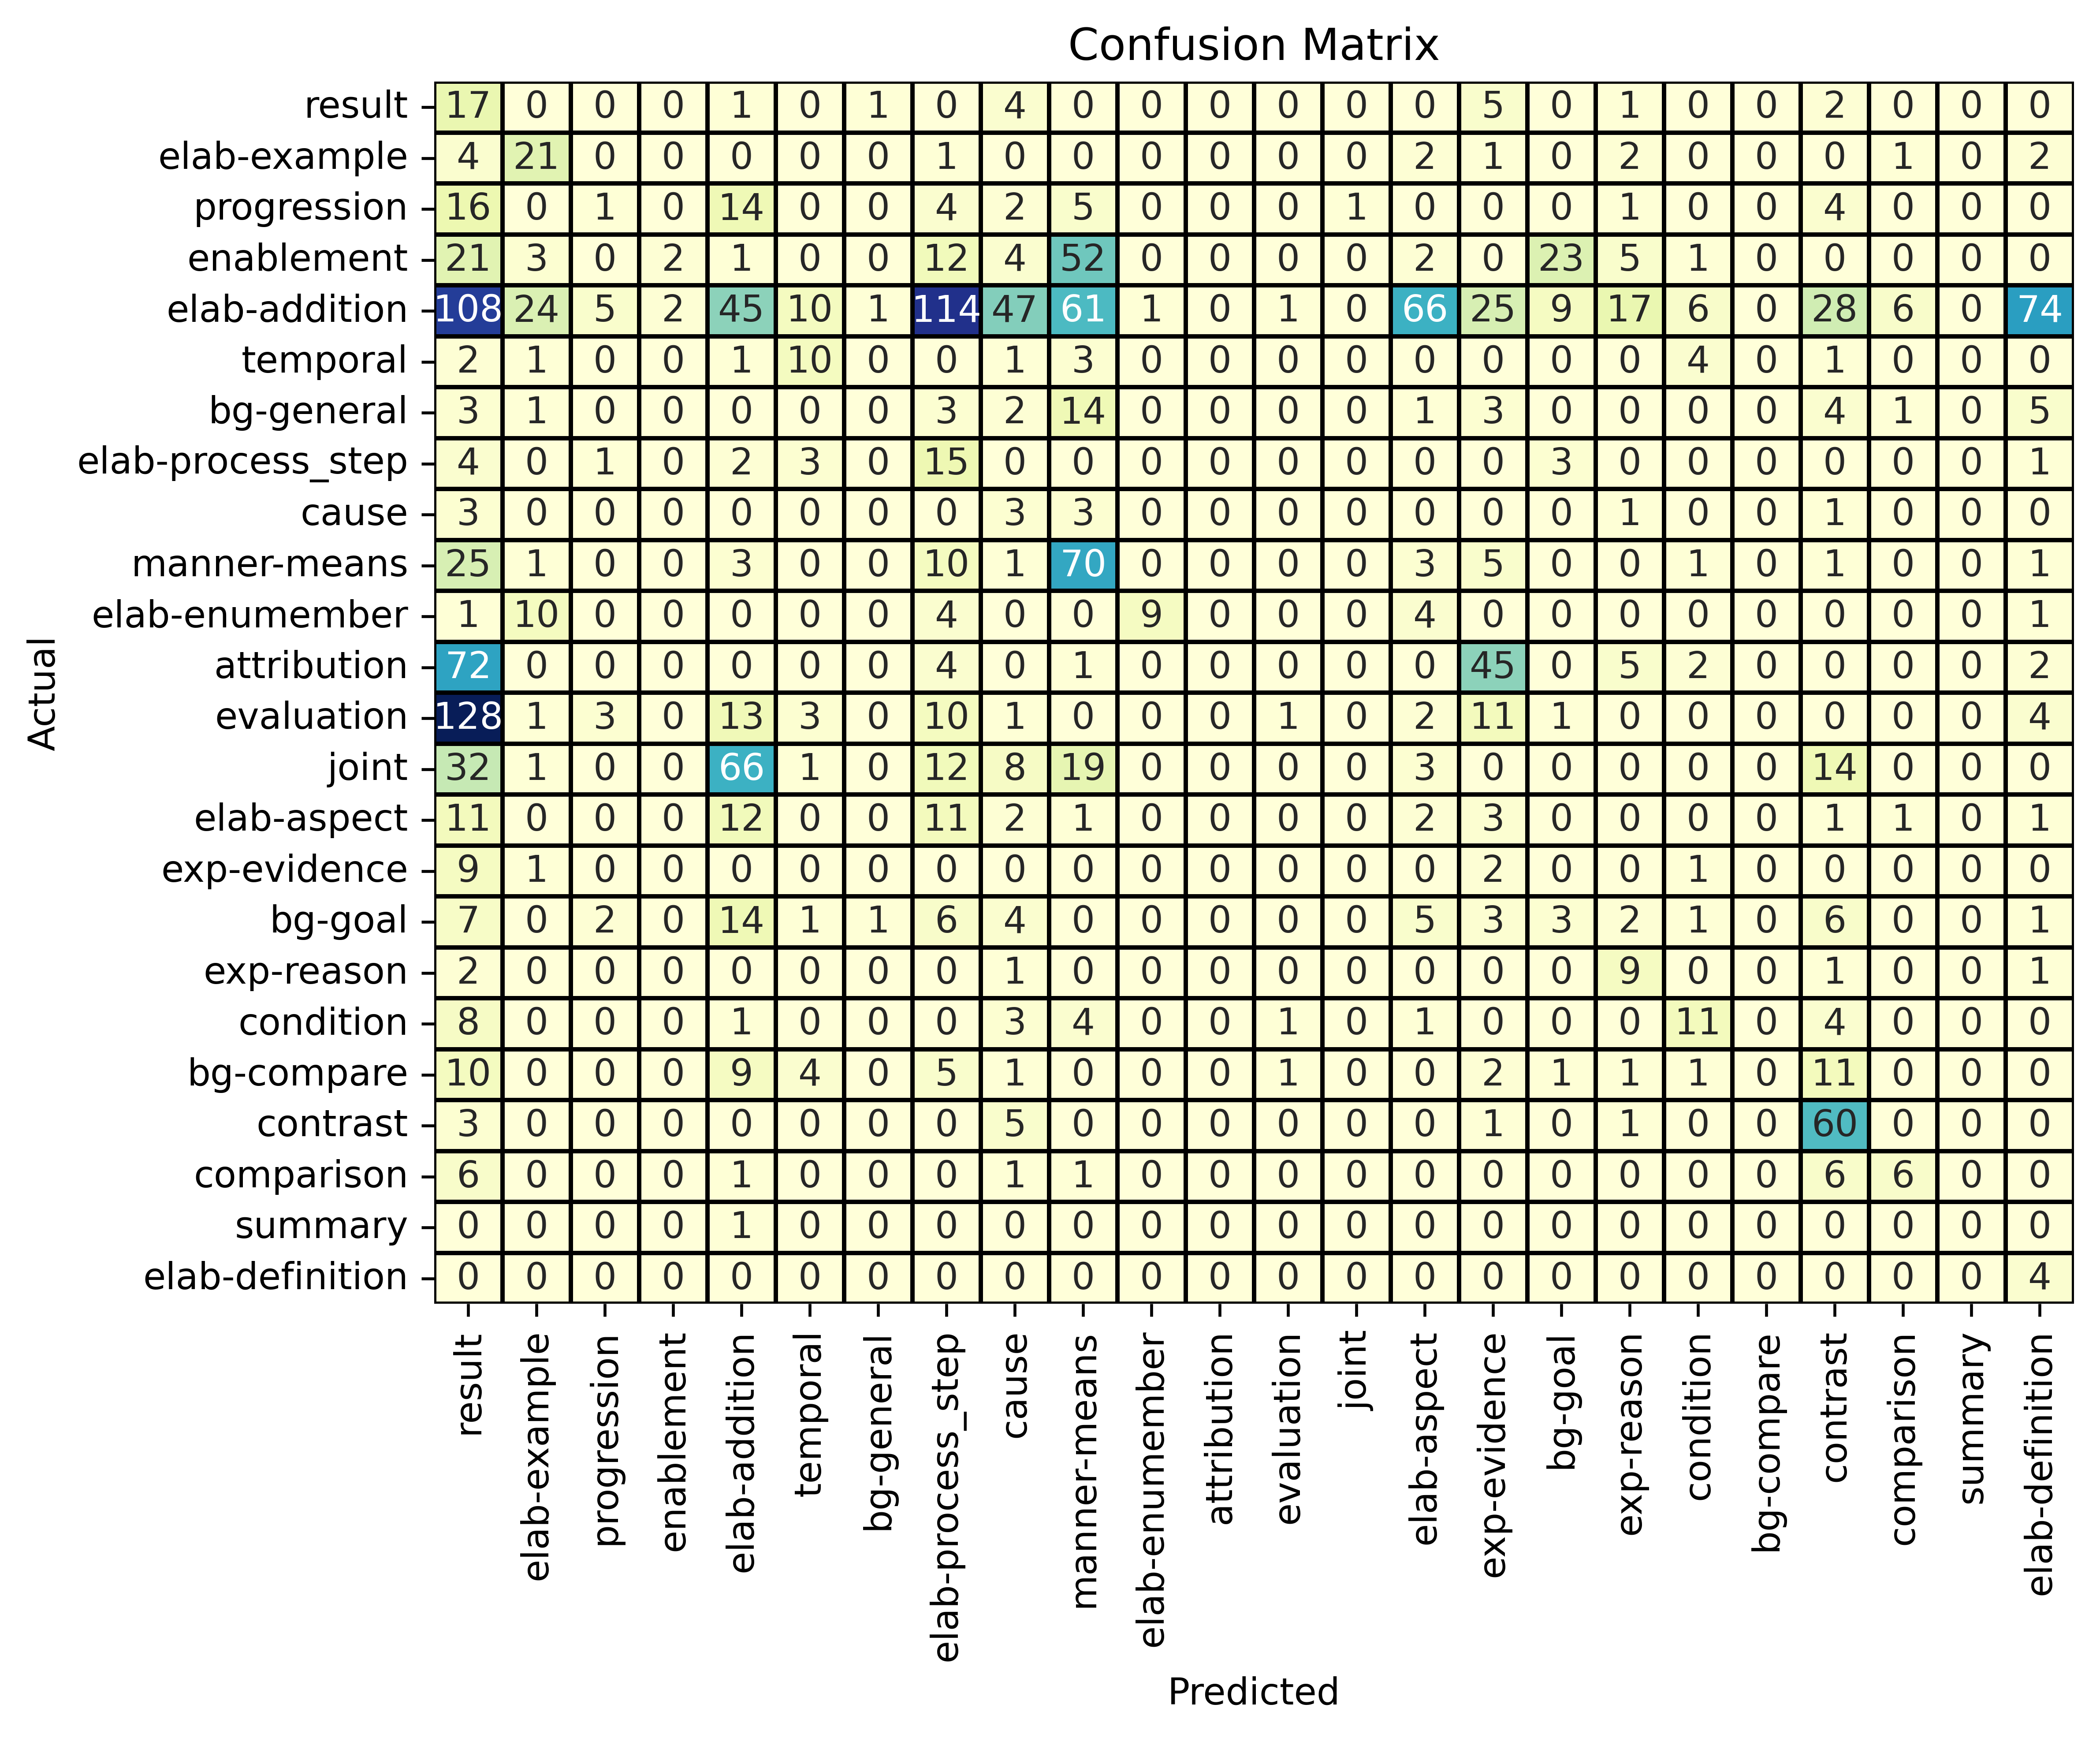 Confusion Matrix
result 17 0 0 0 1 1 0 4 0 0 0 0 0 0 5 0 1 0 0 2 0 0 0
elab-example 4 21 0 0 0 0 0 1 0 0 0 0 0 0 2 1 0 2 0 0 0 1 0 2
progression 16 0 1 0 14 0 0 4 2 5 0 0 0 1 0 0 0 1 0 0 4 0 0 0
enablement 21 3 0 2 1 0 0 12 4 52 0 0 0 0 2 0 23 5 1 0 0 0 0 0
elab-addition 108 24 5 2 45 10 1 114 47 61 1 0 1 0 66 25 9 17 6 0 28 6 0 74
temporal 2 1 0 0 1 10 0 0 1 3 0 0 0 0 0 0 0 0 4 0 1 0 0 0
bg-general 3 1 0 0 0 0 0 3 2 14 0 0 0 0 1 3 0 0 0 0 4 1 0 5
elab-process_step 4 0 1 0 2 3 0 15 0 0 0 0 0 0 0 0 3 0 0 0 0 0 0 1
cause 3 0 0 0 0 0 0 0 3 3 0 0 0 0 0 0 0 1 0 0 1 0 0 0
manner-means 25 1 0 0 3 0 0 10 1 70 0 0 0 0 3 5 0 0 1 0 1 0 0 1
elab-enumember 1 10 0 0 0 0 0 4 0 0 9 0 0 0 4 0 0 0 0 0 0 0 0 1
attribution 72 0 0 0 0 0 0 4 0 1 0 0 0 0 0 45 0 5 2 0 0 0 0 2
evaluation 128 1 3 0 13 3 0 10 1 0 0 0 1 0 2 11 1 0 0 0 0 0 0 4
joint 32 1 0 0 66 1 0 12 8 19 0 0 0 0 3 0 0 0 0 0 14 0 0 0
elab-aspect 11 0 0 0 12 0 0 11 2 1 0 0 0 0 2 3 0 0 0 0 1 1 0 1
exp-evidence 9 1 0 0 0 0 0 0 0 0 0 0 0 0 0 2 0 0 1 0 0 0 0 0
bg-goal 7 0 2 0 14 1 1 6 4 0 0 0 0 0 5 3 3 2 1 0 6 0 0 1
exp-reason 2 0 0 0 0 0 0 0 1 0 0 0 0 0 0 0 0 9 0 0 1 0 0 1
condition 8 0 0 0 1 0 0 0 3 4 0 0 1 0 1 0 0 0 11 0 4 0 0 0
bg-compare 10 0 0 0 9 4 0 5 1 0 0 0 1 0 0 2 1 1 1 0 11 0 0 0
contrast 3 0 0 0 0 0 0 0 5 0 0 0 0 0 0 1 0 1 0 0 60 0 0 0
comparison 6 0 0 0 1 0 0 0 1 1 0 0 0 0 0 0 0 0 0 0 6 6 0 0
summary 0 0 0 0 1 0 0 0 0 0 0 0 0 0 0 0 0 0 0 0 0 0 0 0
elab-definition 0 0 0 0 0 0 0 0 0 0 0 0 0 0 0 0 0 0 0 0 0 0 0 4
Actual
result
elab-example
progression
enablement
elab-addition
temporal
bg-general
elab-process_step
cause
manner-means
elab-enumember
attribution
evaluation
joint
elab-aspect
exp-evidence
bg-goal
exp-reason
condition
bg-compare
contrast
comparison
summary
elab-definition
Predicted